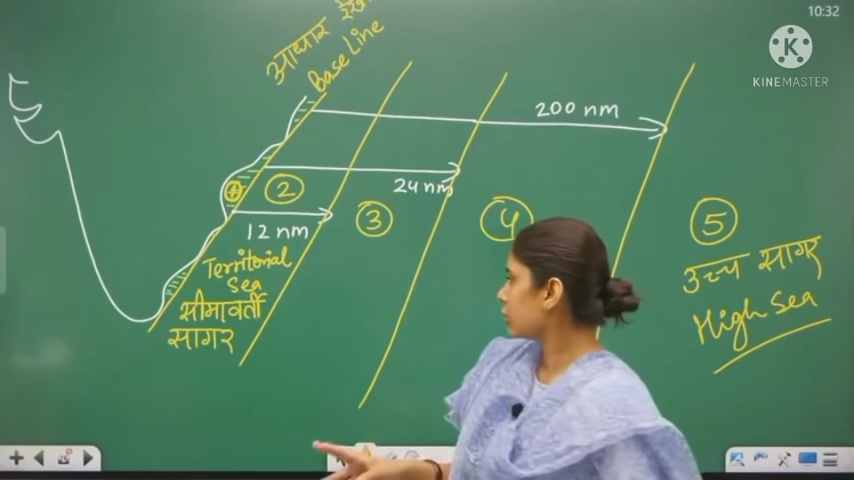 10:32
KINEMASTER
आधार रेखा
Base Line
200 nm
24 nm
12 nm
1
2
3
4
5
Territorial
Sea
सीमावर्ती
सागर
उच्च सागर
High Sea